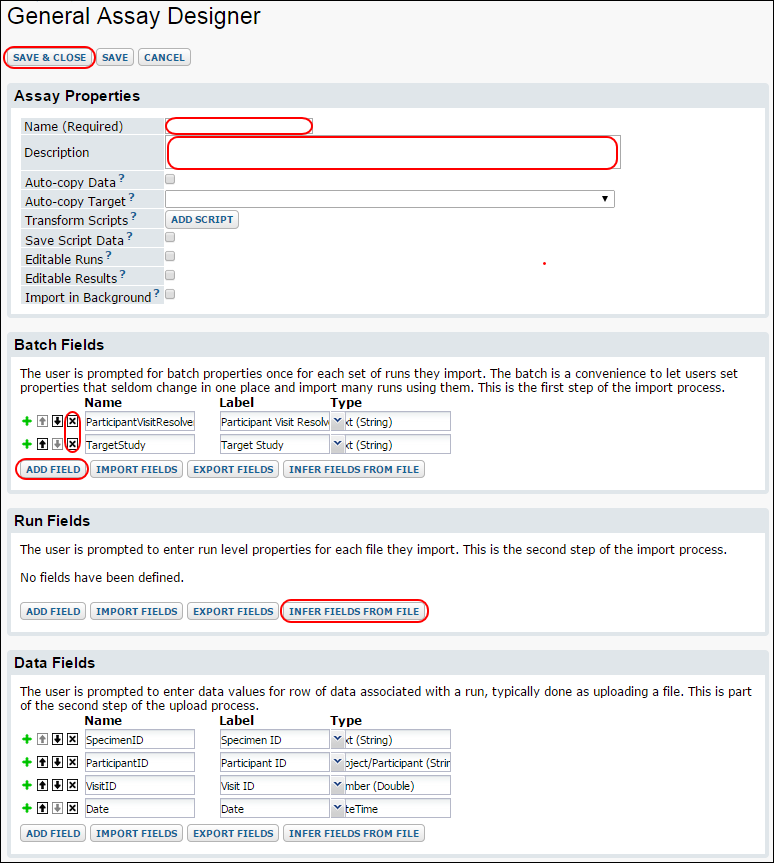 General Assay Designer
SAVE & CLOSE SAVE CANCEL
Assay Properties
Name (Required)
Description
Auto-copy Data ?
Auto-copy Target ?
Transform Scripts ? ADD SCRIPT
Save Script Data ?
Editable Runs ?
Editable Results ?
Import in Background ?
Batch Fields
The user is prompted for batch properties once for each set of runs they import. The batch is a convenience to let users set
properties that seldom change in one place and import many runs using them. This is the first step of the import process.
Name Label Type
ParticipantVisitResolve Participant Visit Resolv xt (String)
TargetStudy Target Study xt (String)
ADD FIELD IMPORT FIELDS EXPORT FIELDS INFER FIELDS FROM FILE
Run Fields
The user is prompted to enter run level properties for each file they import. This is the second step of the import process.
No fields have been defined.
ADD FIELD IMPORT FIELDS EXPORT FIELDS INFER FIELDS FROM FILE
Data Fields
The user is prompted to enter data values for row of data associated with a run, typically done as uploading a file. This is part
of the second step of the upload process.
Name Label Type
SpecimenID Specimen ID xt (String)
ParticipantID Participant ID bject/Participant (Strin
VisitID Visit ID mber (Double)
Date Date teTime
ADD FIELD IMPORT FIELDS EXPORT FIELDS INFER FIELDS FROM FILE